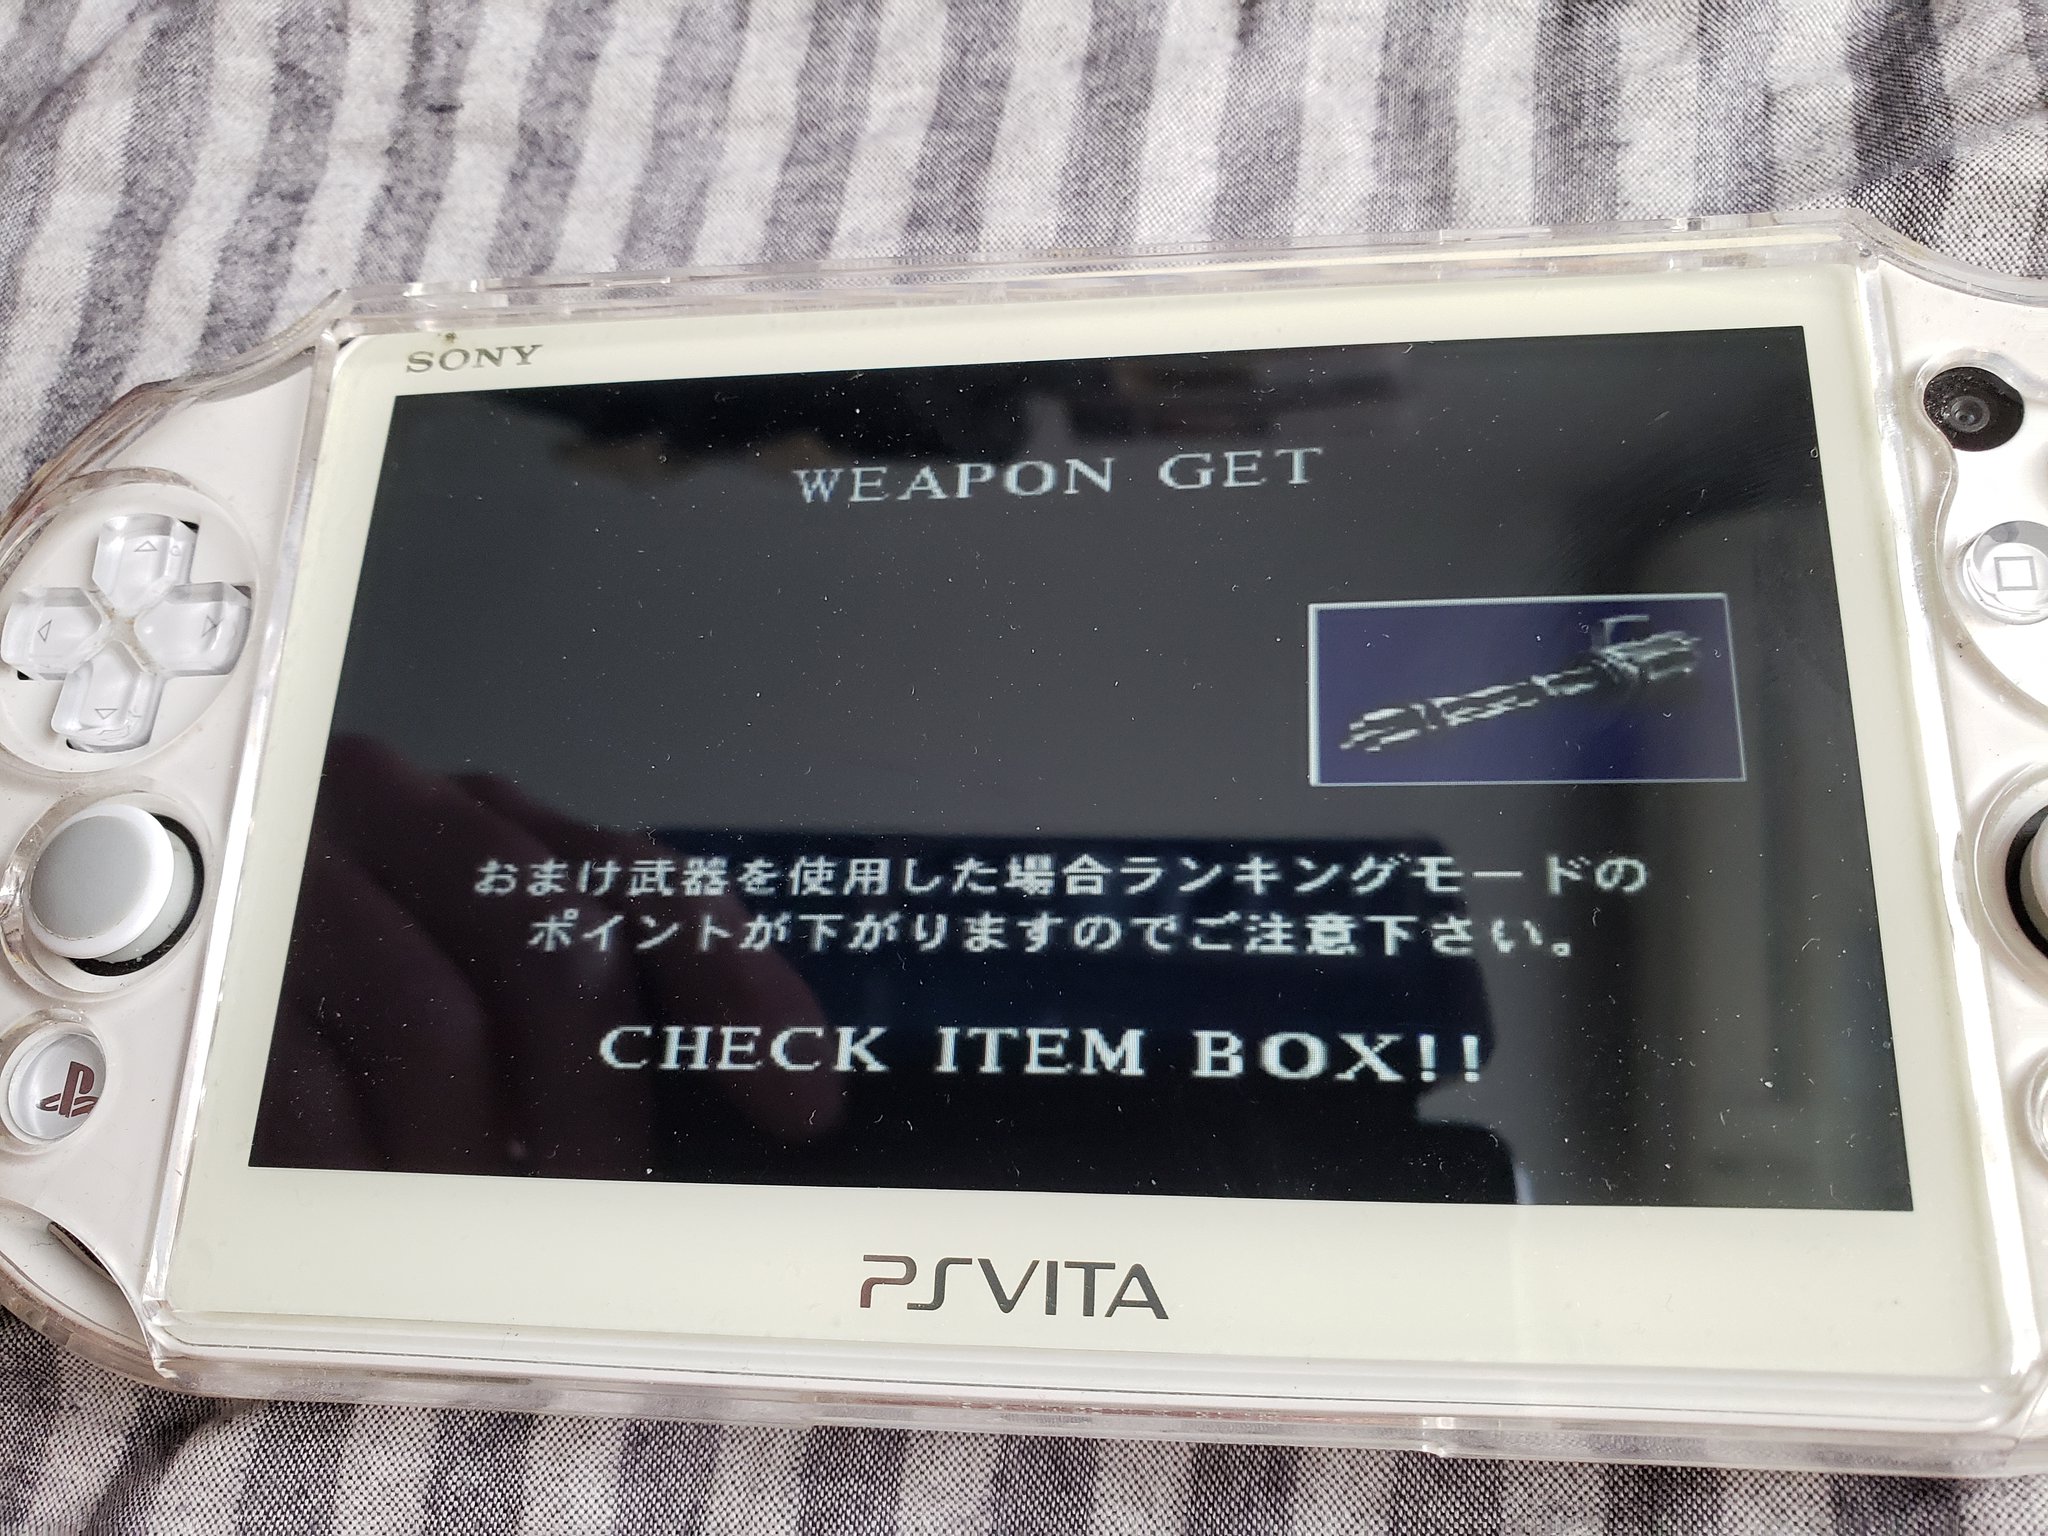 SONY
WEAPON GET
おまけ武器を使用した場合ランキングモードの
ポイントが下がりますのでご注意下さい。
CHECK ITEM BOX!!
PSVITA